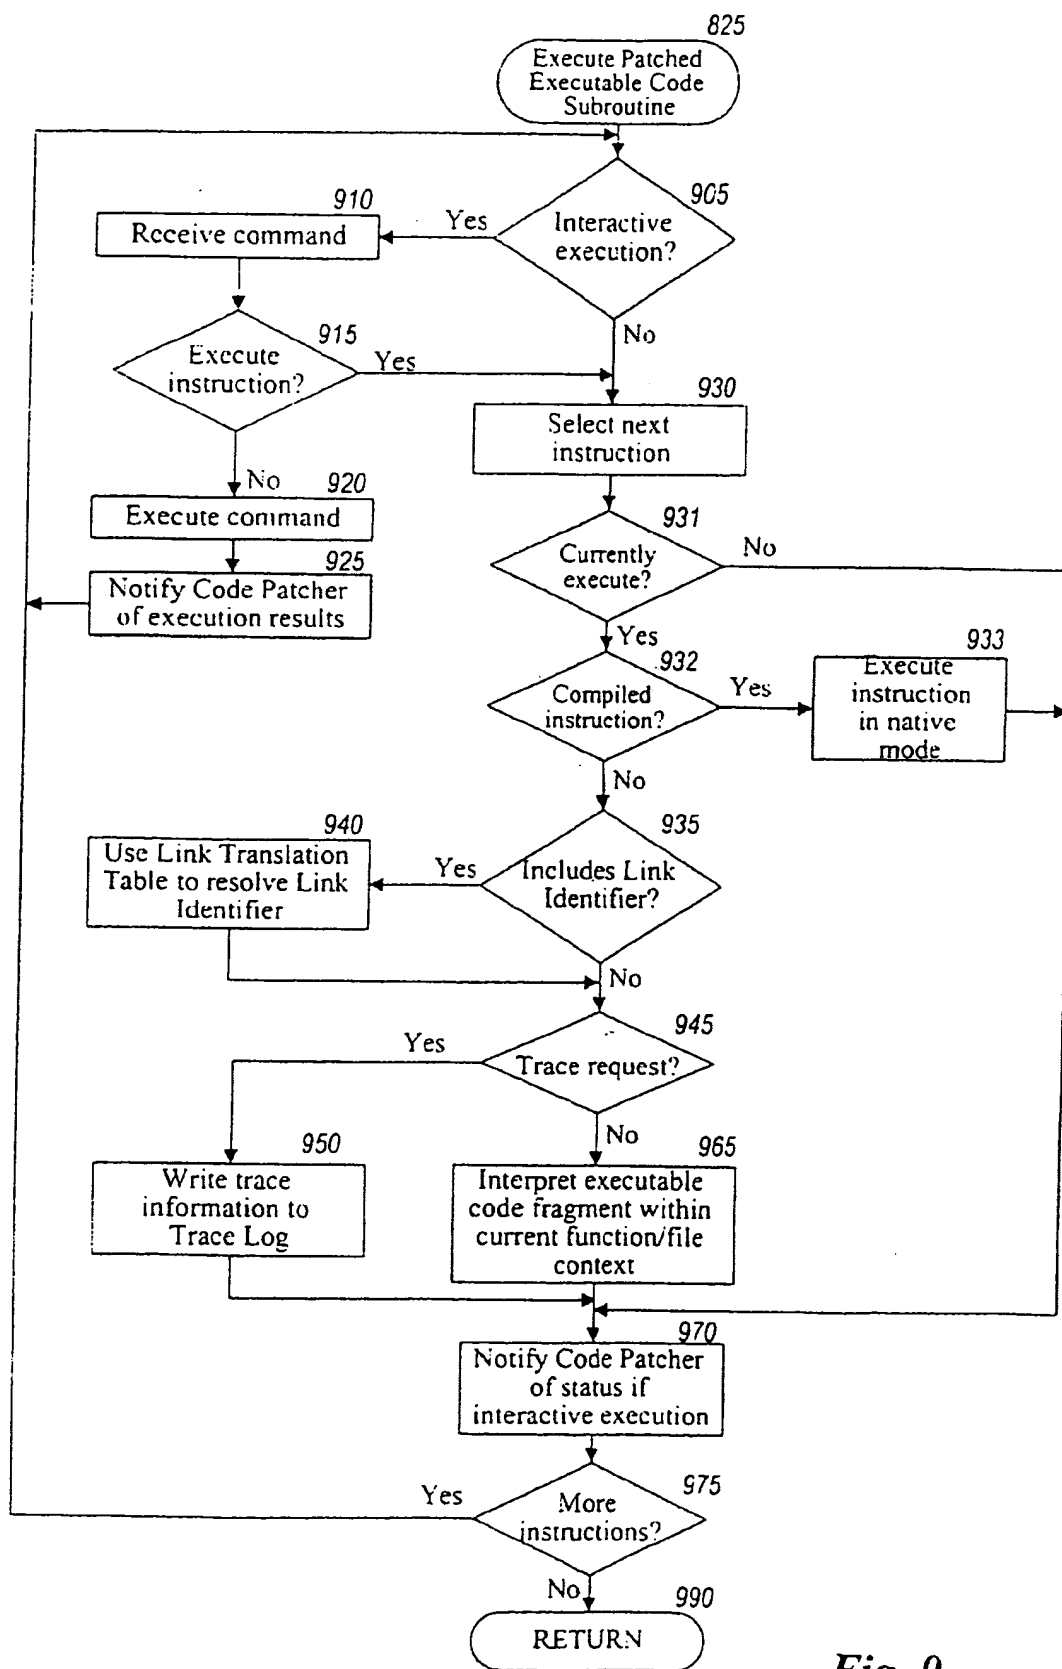 825
Execute Patched
Executable Code
Subroutine
905
Interactive
execution?
Yes
910
Receive command
No
915
Execute
instruction?
Yes
930
Select next
instruction
No
920
Execute command
931
Currently
execute?
No
925
Notify Code Patcher
of execution results
Yes
932
Compiled
instruction?
Yes
933
Execute
instruction
in native
mode
No
935
Includes Link
Identifier?
Yes
940
Use Link Translation
Table to resolve Link
Identifier
No
945
Trace request?
Yes
No
950
Write trace
information to
Trace Log
965
Interpret executable
code fragment within
current function/file
context
970
Notify Code Patcher
of status if
interactive execution
975
More
instructions?
Yes
No
990
RETURN
Fig. 9